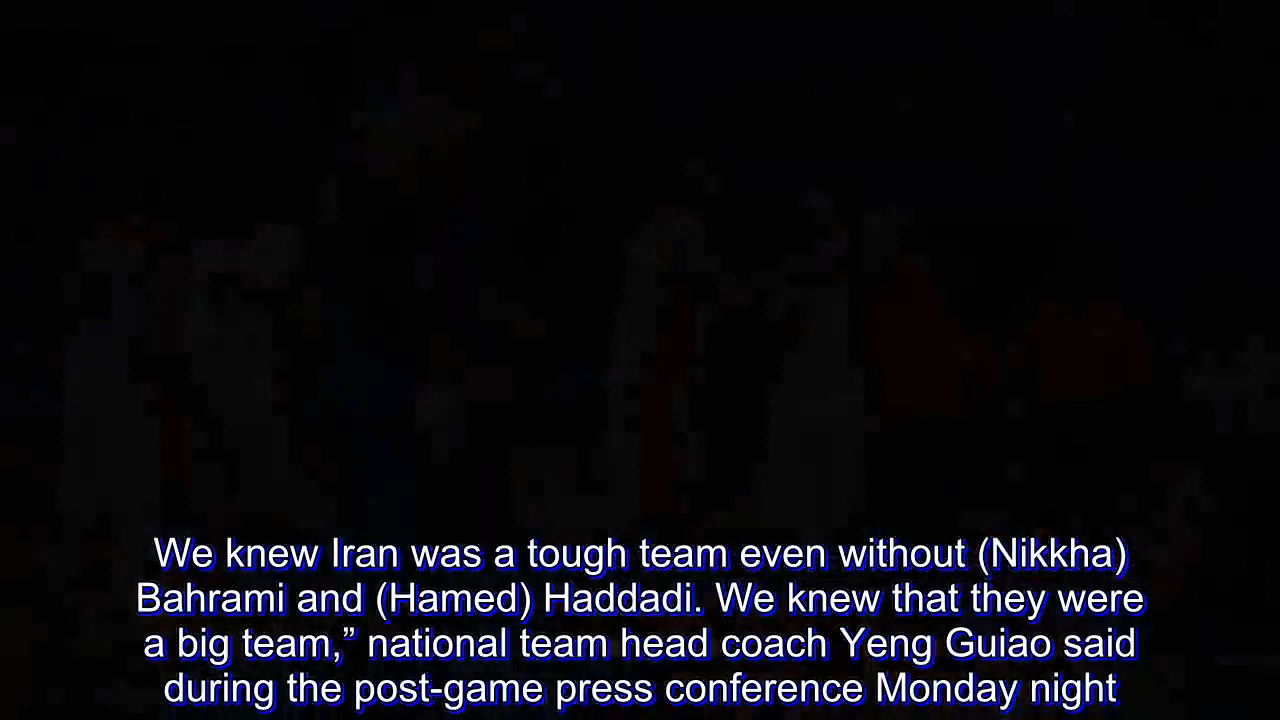 We knew Iran was a tough team even without (Nikkha)
Bahrami and (Hamed) Haddadi. We knew that they were
a big team,” national team head coach Yeng Guiao said
during the post-game press conference Monday night